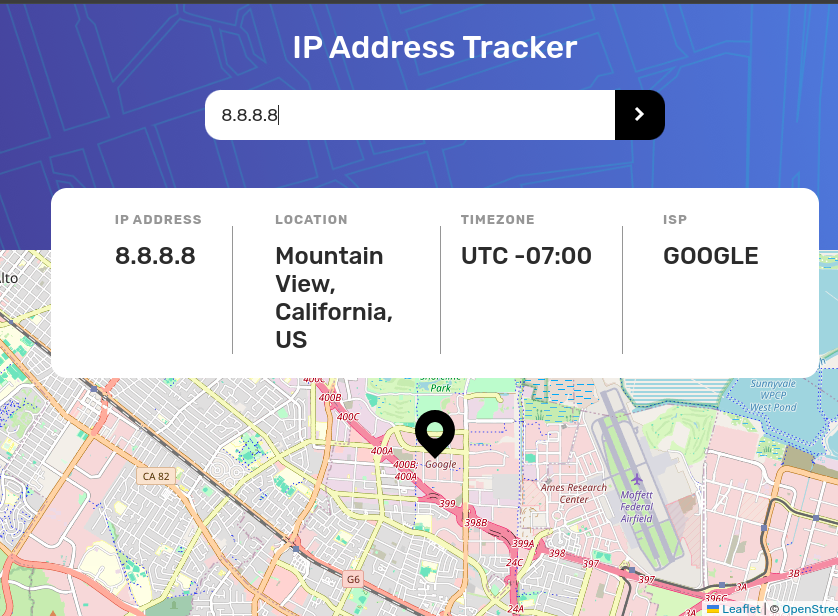 IP Address Tracker
8.8.8.8
IP ADDRESS
8.8.8.8
LOCATION
Mountain
View,
California,
US
TIMEZONE
UTC -07:00
ISP
GOOGLE
Park
Sunnyvale
WPCP
West Pond
400B
400C
400A
400B;
400A
Google
CA 82
Ames Research
Center
Moffett
Federal
Airfield
399
398B
399A
398
397
24C
397
G6
24A
3A
3B
396C
Leaflet | © OpenStre